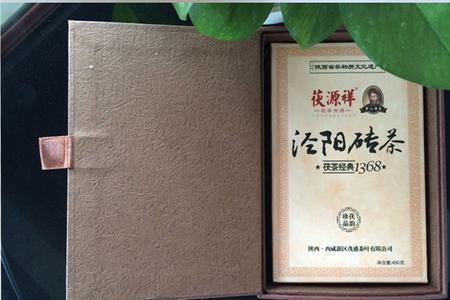 陕西省非物质文化遗产
茯源祥
泾阳砖茶
★茯茶经典1368★
茯韵
珍品
陕西·西咸新区茂盛茶叶有限公司
净含量:450克